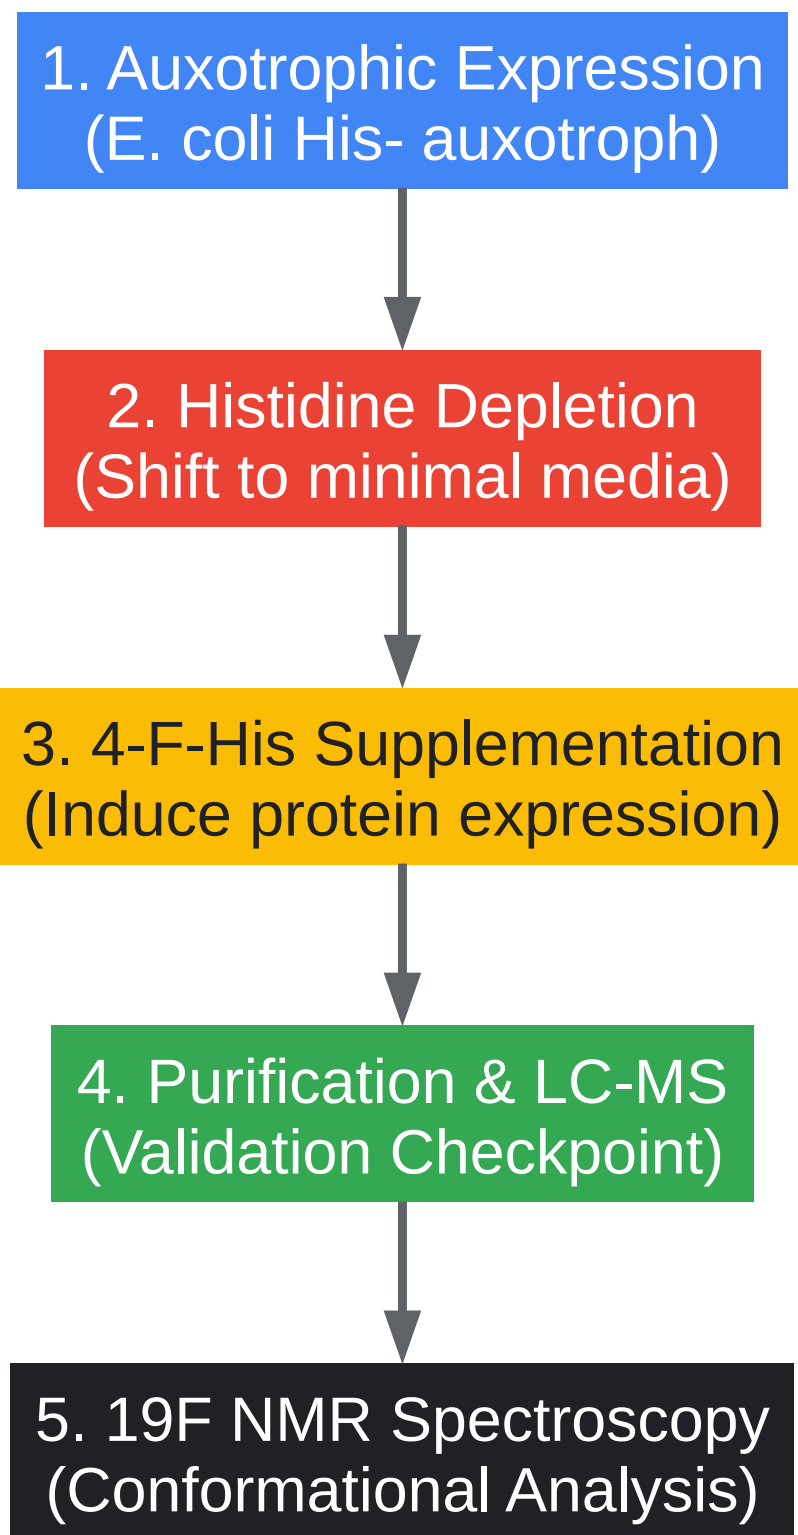 1. Auxotrophic Expression
(E. coli His- auxotroph)
2. Histidine Depletion
(Shift to minimal media)
3. 4-F-His Supplementation
(Induce protein expression)
4. Purification & LC-MS
(Validation Checkpoint)
5. 19F NMR Spectroscopy
(Conformational Analysis)